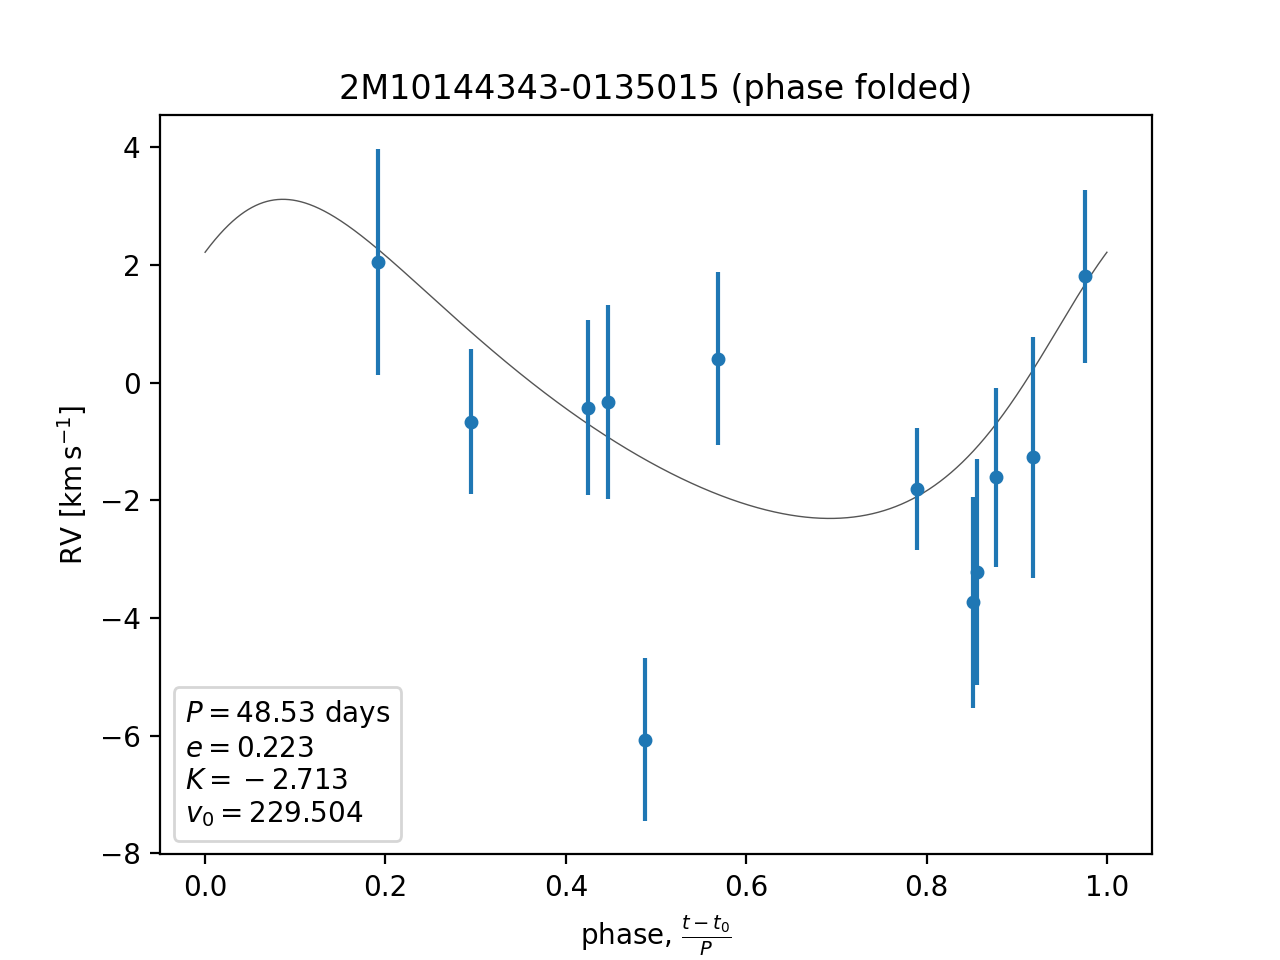 2M10144343-0135015 (phase folded)
4
2
0
−2
−4
−6
−8
RV [km s⁻¹]
P = 48.53 days
e = 0.223
K = −2.713
v₀ = 229.504
0.0 0.2 0.4 0.6 0.8 1.0
phase, (t − t₀)/P